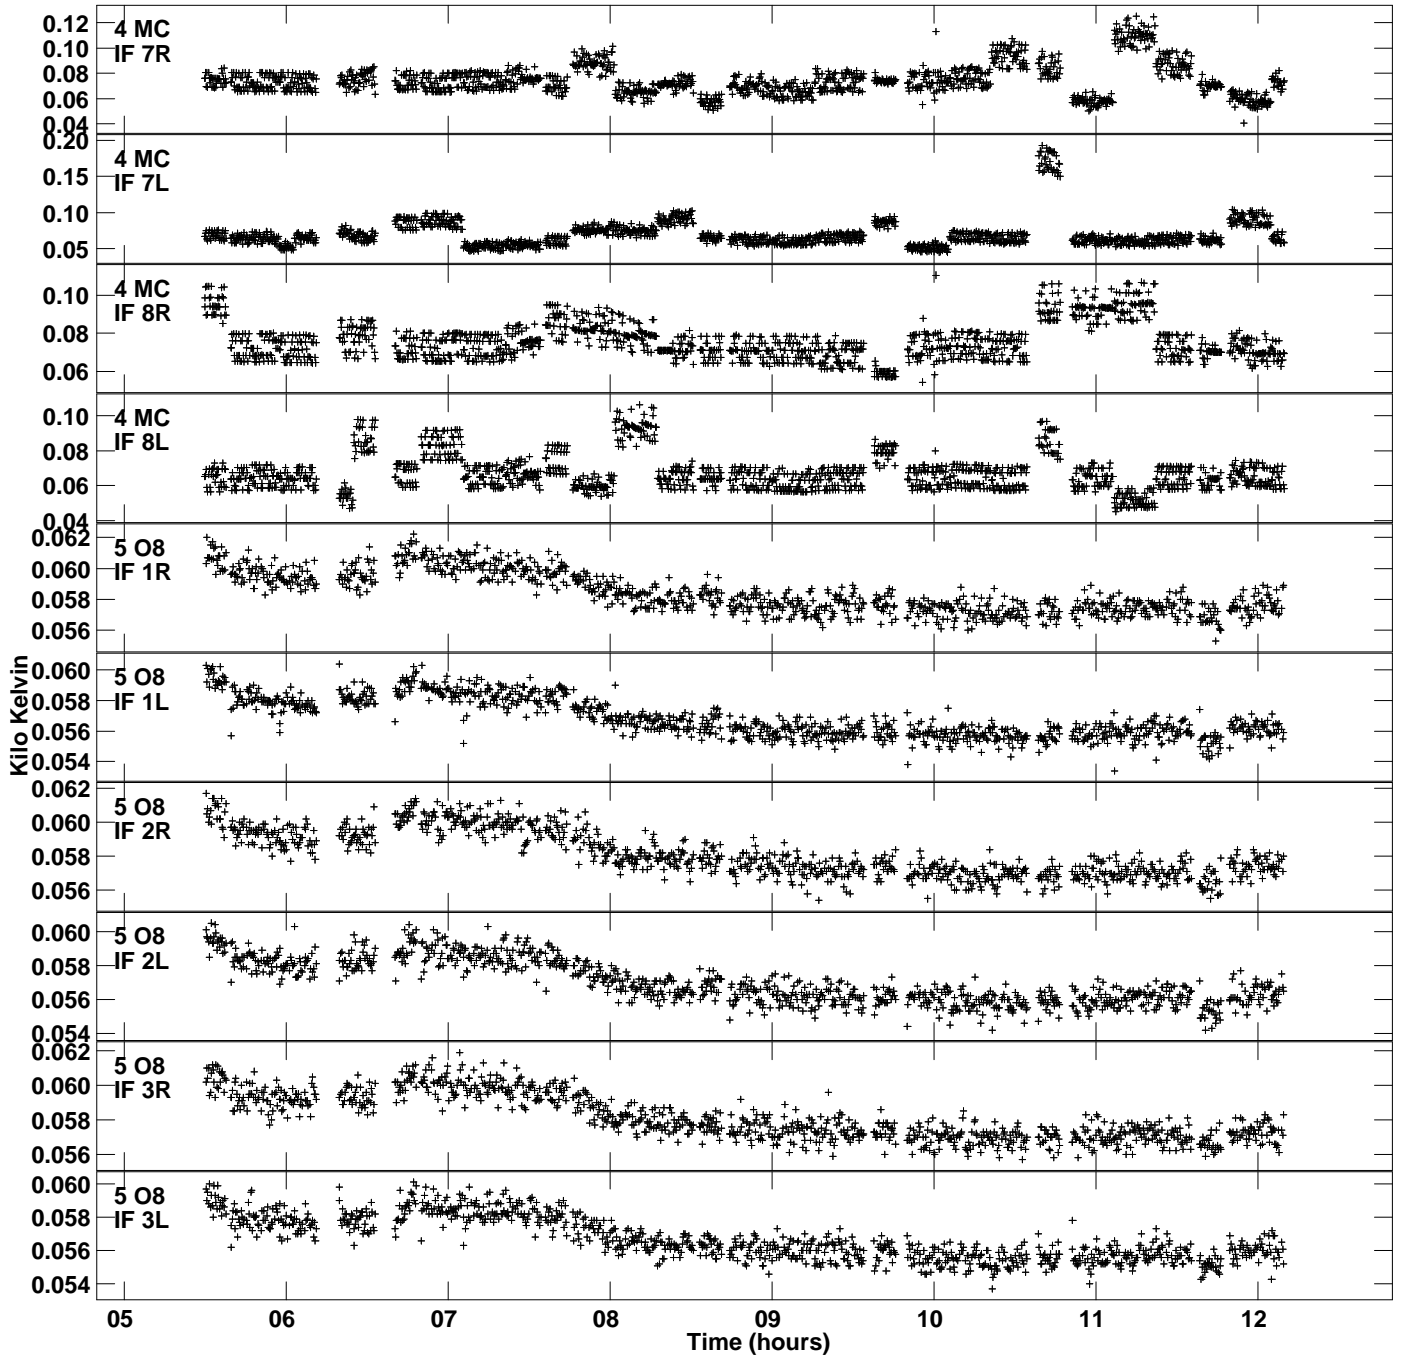 0.12
0.10
0.08
0.06
0.04
4 MC
IF 7R
0.20
0.15
0.10
0.05
4 MC
IF 7L
0.10
0.08
0.06
4 MC
IF 8R
0.10
0.08
0.06
0.04
4 MC
IF 8L
0.062
0.060
0.058
0.056
5 O8
IF 1R
0.060
0.058
0.056
0.054
5 O8
IF 1L
Kilo Kelvin
0.062
0.060
0.058
0.056
5 O8
IF 2R
0.060
0.058
0.056
0.054
5 O8
IF 2L
0.062
0.060
0.058
0.056
5 O8
IF 3R
0.060
0.058
0.056
0.054
5 O8
IF 3L
05 06 07 08 09 10 11 12
Time (hours)